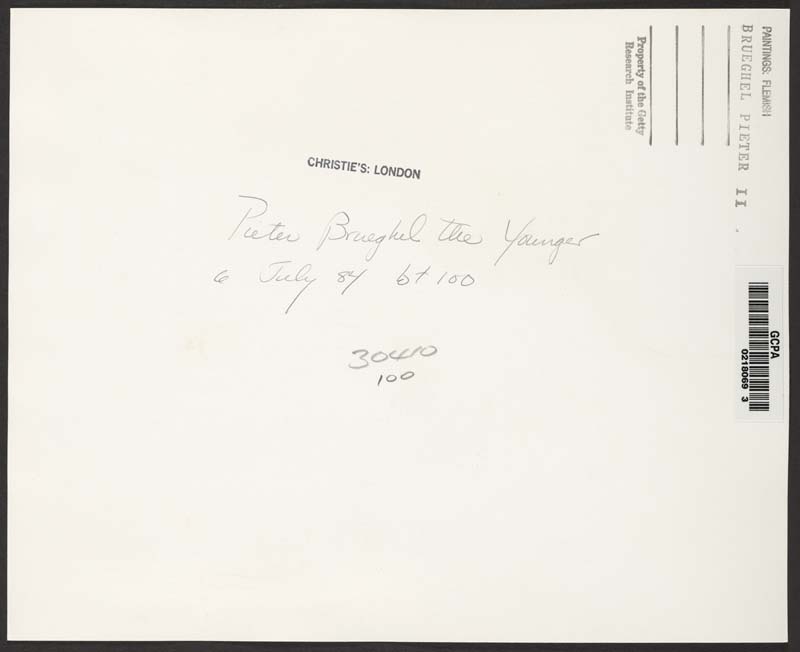 PAINTINGS: FLEMISH
BRUEGHEL PIETER II
Property of the Getty
Research Institute
CHRISTIE'S: LONDON
Pieter Brueghel the Younger
6 July 84 lot 100
30410
100
GCPA
0218069 3